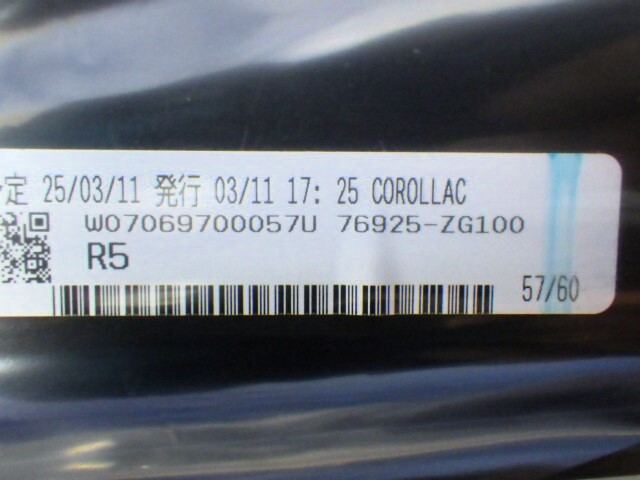 定 25/03/11 発行 03/11 17: 25 COROLLAC
W07069700057U 76925-ZG100
R5
57/60